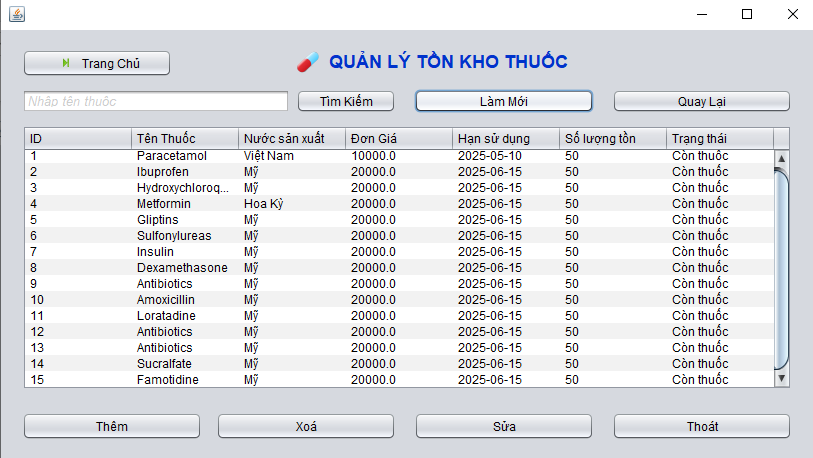 Trang Chủ
QUẢN LÝ TỒN KHO THUỐC
Nhập tên thuốc
Tìm Kiếm
Làm Mới
Quay Lại
ID Tên Thuốc Nước sản xuất Đơn Giá Hạn sử dụng Số lượng tồn Trạng thái
1 Paracetamol Việt Nam 10000.0 2025-05-10 50 Còn thuốc
2 Ibuprofen Mỹ 20000.0 2025-06-15 50 Còn thuốc
3 Hydroxychloroq... Mỹ 20000.0 2025-06-15 50 Còn thuốc
4 Metformin Hoa Kỳ 20000.0 2025-06-15 50 Còn thuốc
5 Gliptins Mỹ 20000.0 2025-06-15 50 Còn thuốc
6 Sulfonylureas Mỹ 20000.0 2025-06-15 50 Còn thuốc
7 Insulin Mỹ 20000.0 2025-06-15 50 Còn thuốc
8 Dexamethasone Mỹ 20000.0 2025-06-15 50 Còn thuốc
9 Antibiotics Mỹ 20000.0 2025-06-15 50 Còn thuốc
10 Amoxicillin Mỹ 20000.0 2025-06-15 50 Còn thuốc
11 Loratadine Mỹ 20000.0 2025-06-15 50 Còn thuốc
12 Antibiotics Mỹ 20000.0 2025-06-15 50 Còn thuốc
13 Antibiotics Mỹ 20000.0 2025-06-15 50 Còn thuốc
14 Sucralfate Mỹ 20000.0 2025-06-15 50 Còn thuốc
15 Famotidine Mỹ 20000.0 2025-06-15 50 Còn thuốc
Thêm
Xoá
Sửa
Thoát